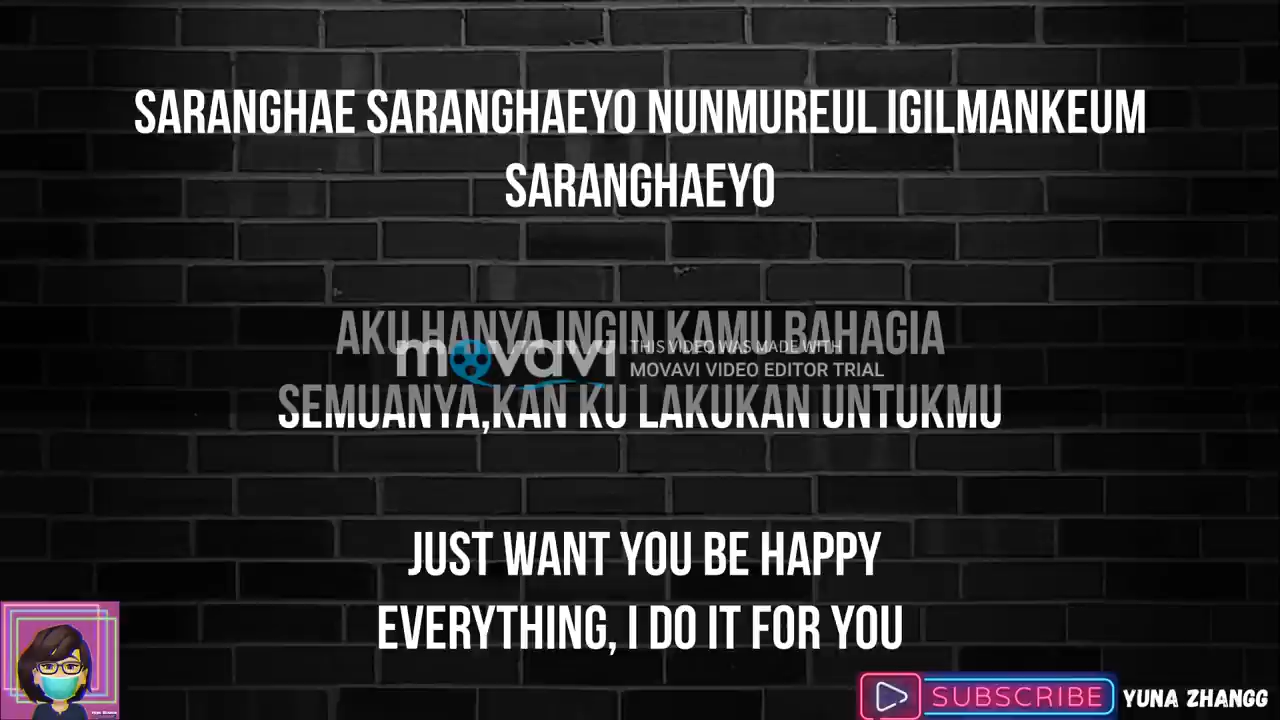 SARANGHAE SARANGHAEYO NUNMUREUL IGILMANKEUM
SARANGHAEYO
AKU HANYA INGIN KAMU BAHAGIA
movavi
THIS VIDEO WAS MADE WITH
MOVAVI VIDEO EDITOR TRIAL
SEMUANYA,KAN KU LAKUKAN UNTUKMU
JUST WANT YOU BE HAPPY
EVERYTHING, I DO IT FOR YOU
SUBSCRIBE
YUNA ZHANGG